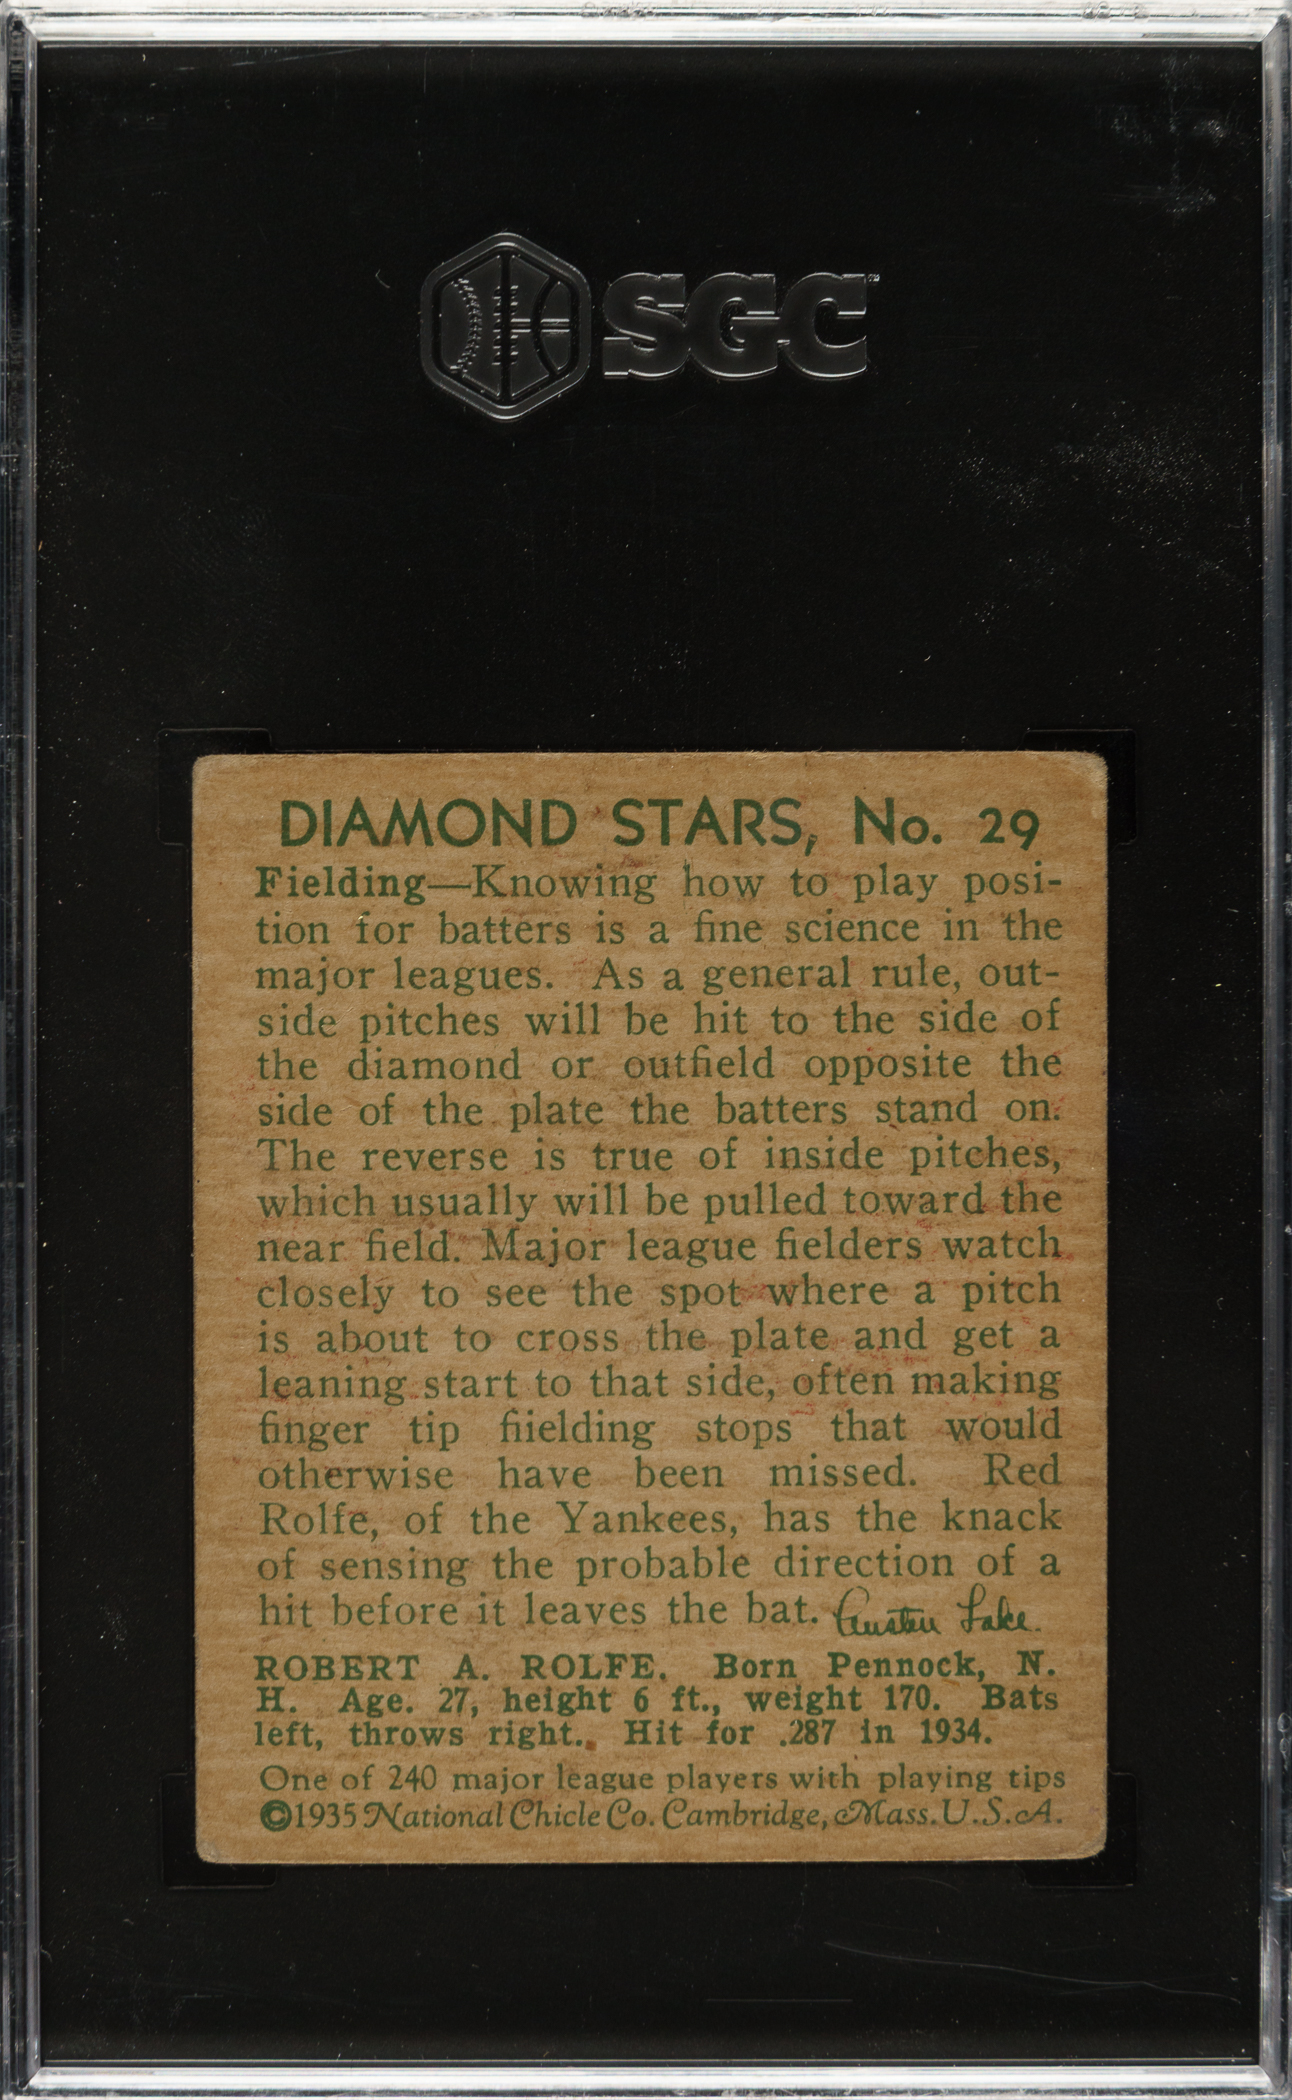 SGC
DIAMOND STARS, No. 29
Fielding—Knowing how to play posi-
tion for batters is a fine science in the
major leagues. As a general rule, out-
side pitches will be hit to the side of
the diamond or outfield opposite the
side of the plate the batters stand on.
The reverse is true of inside pitches,
which usually will be pulled toward the
near field. Major league fielders watch
closely to see the spot where a pitch
is about to cross the plate and get a
leaning start to that side, often making
finger tip fiielding stops that would
otherwise have been missed. Red
Rolfe, of the Yankees, has the knack
of sensing the probable direction of a
hit before it leaves the bat. Austen Lake.
ROBERT A. ROLFE. Born Pennock, N.
H. Age. 27, height 6 ft., weight 170. Bats
left, throws right. Hit for .287 in 1934.
One of 240 major league players with playing tips
©1935 National Chicle Co. Cambridge, Mass. U.S.A.